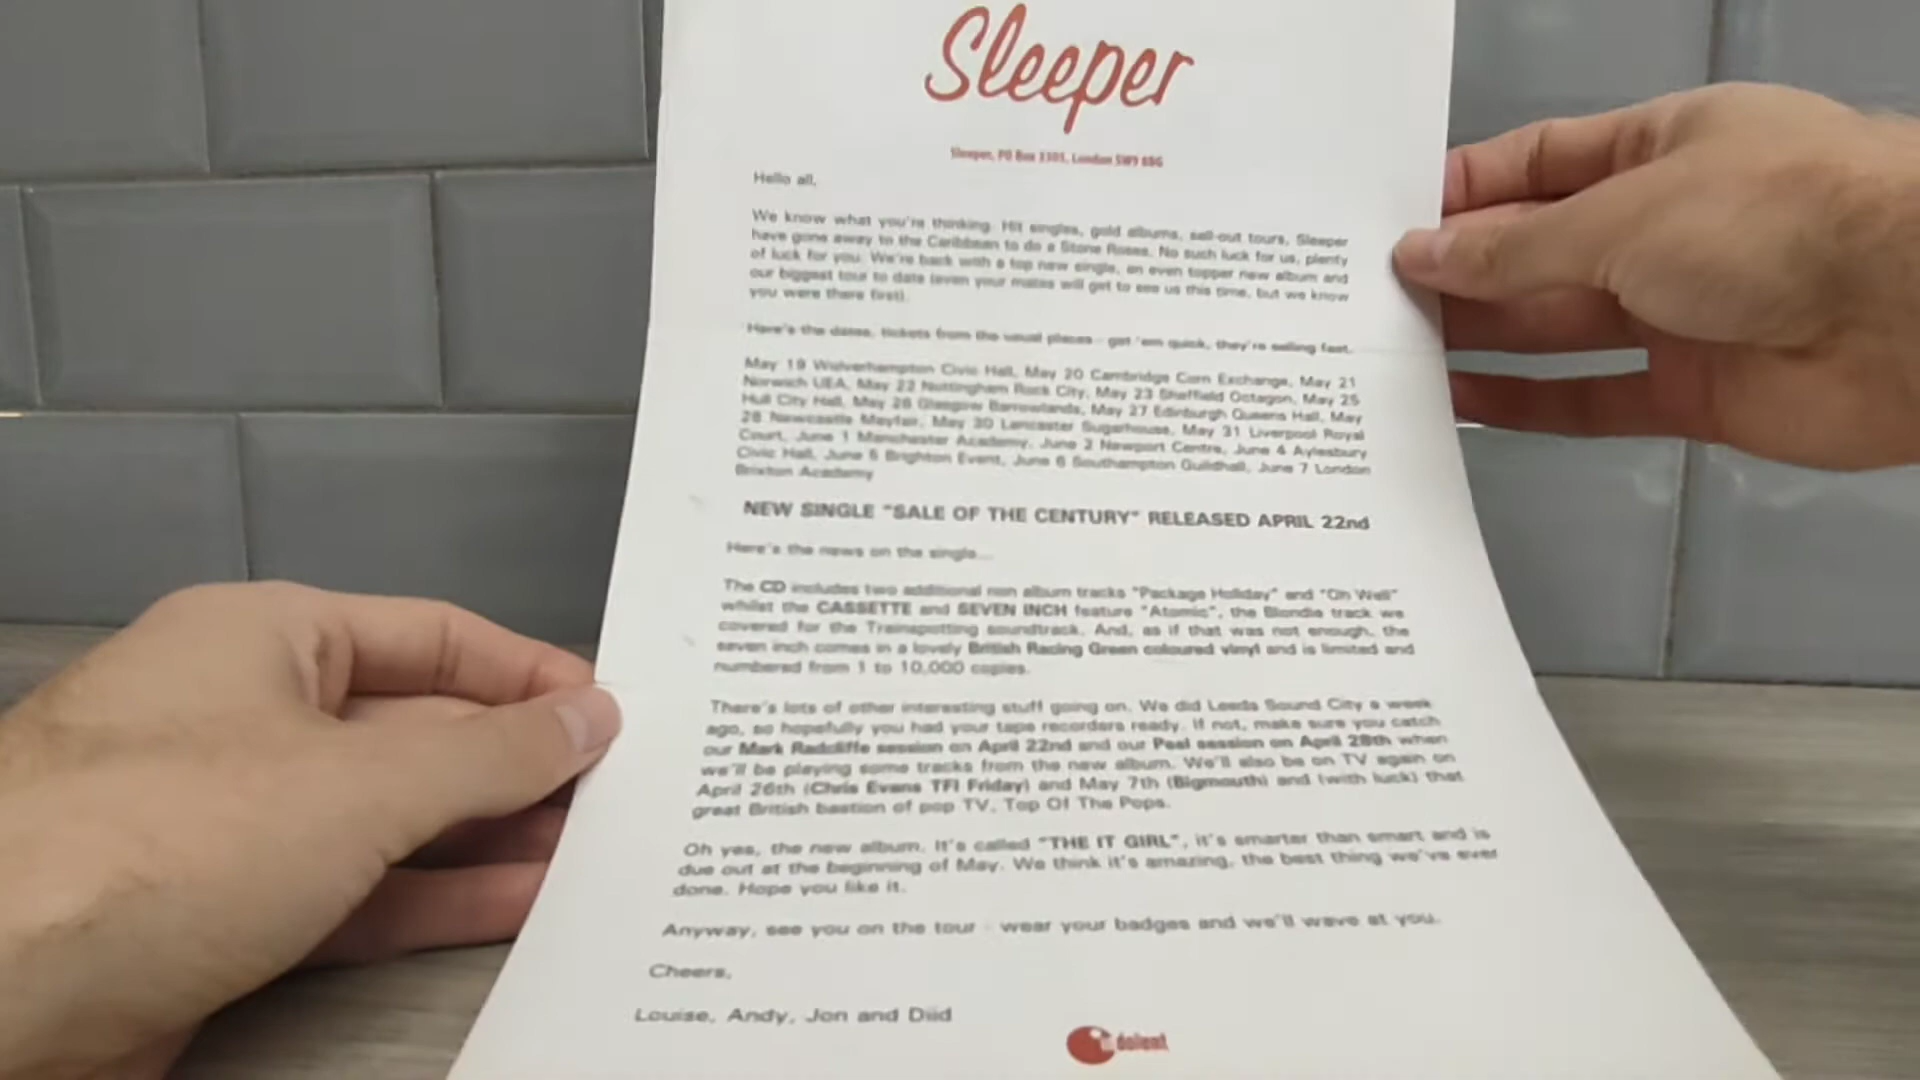 Sleeper
Sleeper, PO Box 3305, London SW9
Hello all,
We know what you're thinking. Hit singles, gold albums, sell-out tours, Sleeper
have gone away to the Caribbean to do a Stone Roses. No such luck for us, plenty
of luck for you. We're back with a top new single, an even topper new album and
our biggest tour to date (even your mates will get to see us this time, but we know
you were there first).
Here's the dates, tickets from the usual places - get 'em quick, they're selling fast.
May 19 Wolverhampton Civic Hall, May 20 Cambridge Corn Exchange, May 21
Norwich UEA, May 22 Nottingham Rock City, May 23 Sheffield Octagon, May 25
Hull City Hall, May 26 Glasgow Barrowlands, May 27 Edinburgh Queens Hall, May
28 Newcastle Mayfair, May 30 Lancaster Sugarhouse, May 31 Liverpool Royal
Court, June 1 Manchester Academy, June 2 Newport Centre, June 4 Aylesbury
Civic Hall, June 5 Brighton Event, June 6 Southampton Guildhall, June 7 London
Brixton Academy
NEW SINGLE "SALE OF THE CENTURY" RELEASED APRIL 22nd
Here's the news on the single...
The CD includes two additional non album tracks "Package Holiday" and "Oh Well"
whilst the CASSETTE and SEVEN INCH feature "Atomic", the Blondie track we
covered for the Trainspotting soundtrack. And, as if that was not enough, the
seven inch comes in a lovely British Racing Green coloured vinyl and is limited and
numbered from 1 to 10,000 copies.
There's lots of other interesting stuff going on. We did Leeds Sound City a week
ago, so hopefully you had your tape recorders ready. If not, make sure you catch
our Mark Radcliffe session on April 22nd and our Peel session on April 28th when
we'll be playing some tracks from the new album. We'll also be on TV again on
April 26th (Chris Evans TFI Friday) and May 7th (Bigmouth) and (with luck) that
great British bastion of pop TV, Top Of The Pops.
Oh yes, the new album. It's called "THE IT GIRL", it's smarter than smart and is
due out at the beginning of May. We think it's amazing, the best thing we've ever
done. Hope you like it.
Anyway, see you on the tour - wear your badges and we'll wave at you.
Cheers,
Louise, Andy, Jon and Diid
indolent